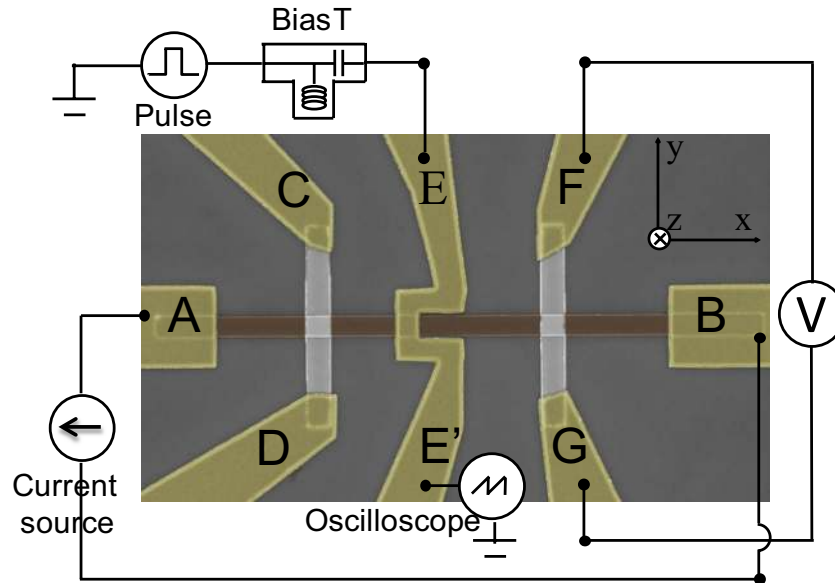 BiasT
Pulse
C
E
F
y
z
x
A
B
V
D
E’
G
Current
source
Oscilloscope